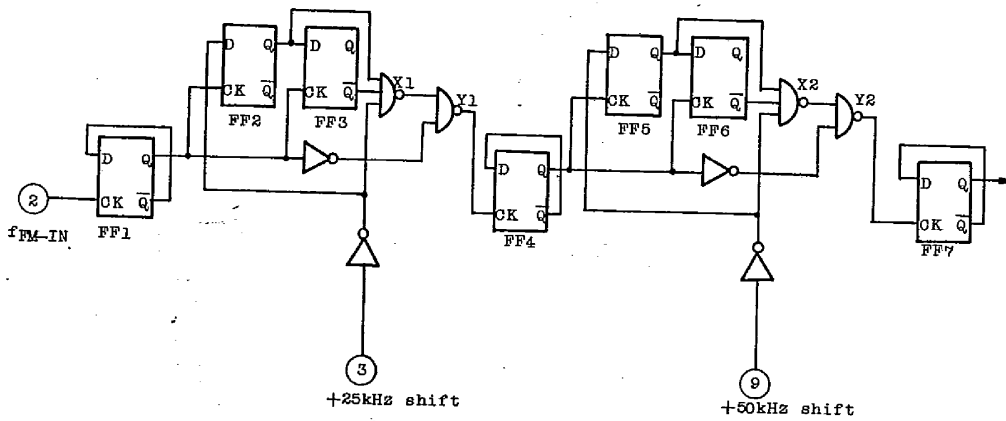 D Q D Q X1 Y1
CK Q CK Q
FF2 FF3
D Q
CK Q
FF1
2
fFM-IN
3
+25kHz shift
D Q
CK Q
FF4
D Q D Q X2 Y2
CK Q CK Q
FF5 FF6
9
+50kHz shift
D Q
CK Q
FF7